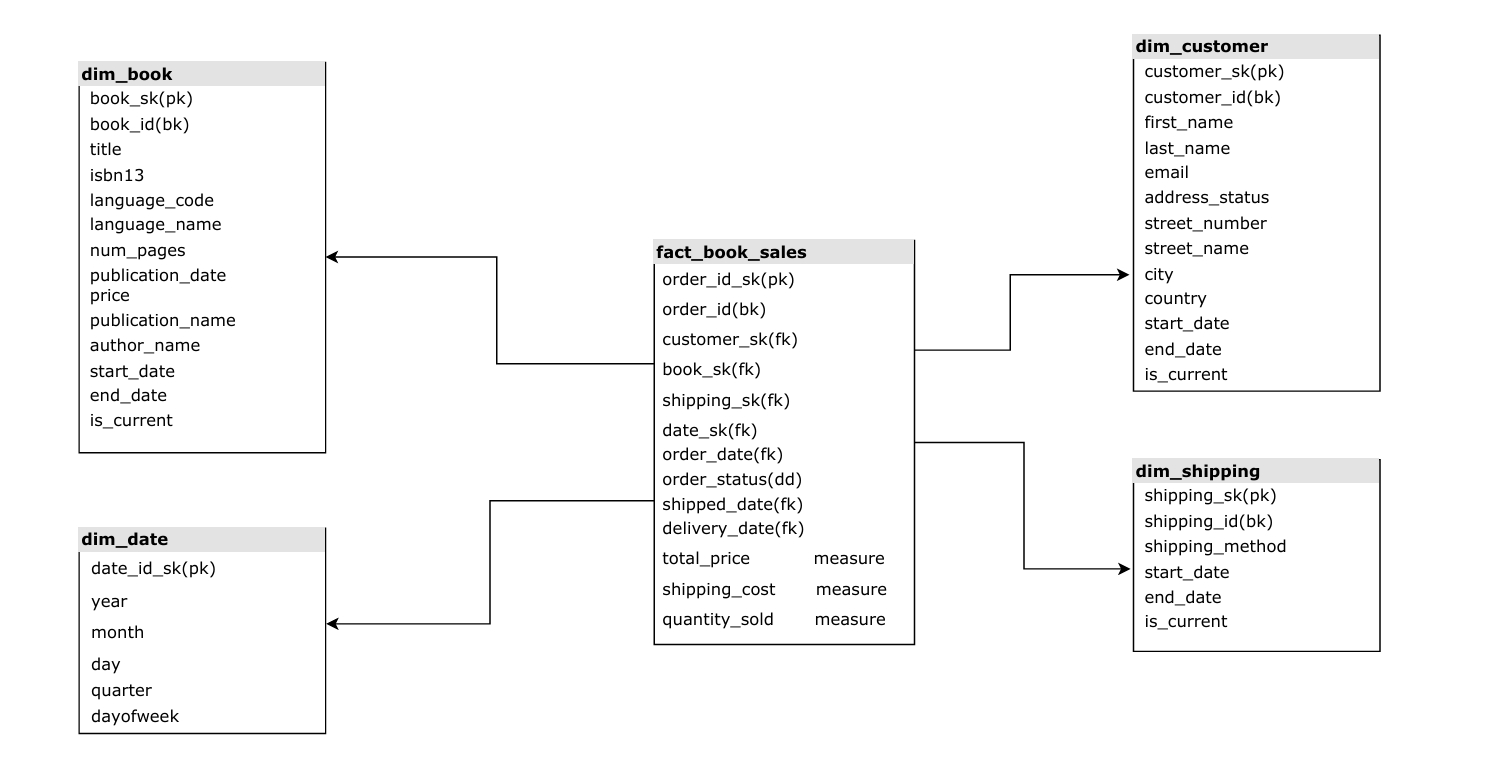 dim_book
book_sk(pk)
book_id(bk)
title
isbn13
language_code
language_name
num_pages
publication_date
price
publication_name
author_name
start_date
end_date
is_current
dim_date
date_id_sk(pk)
year
month
day
quarter
dayofweek
fact_book_sales
order_id_sk(pk)
order_id(bk)
customer_sk(fk)
book_sk(fk)
shipping_sk(fk)
date_sk(fk)
order_date(fk)
order_status(dd)
shipped_date(fk)
delivery_date(fk)
total_price measure
shipping_cost measure
quantity_sold measure
dim_customer
customer_sk(pk)
customer_id(bk)
first_name
last_name
email
address_status
street_number
street_name
city
country
start_date
end_date
is_current
dim_shipping
shipping_sk(pk)
shipping_id(bk)
shipping_method
start_date
end_date
is_current